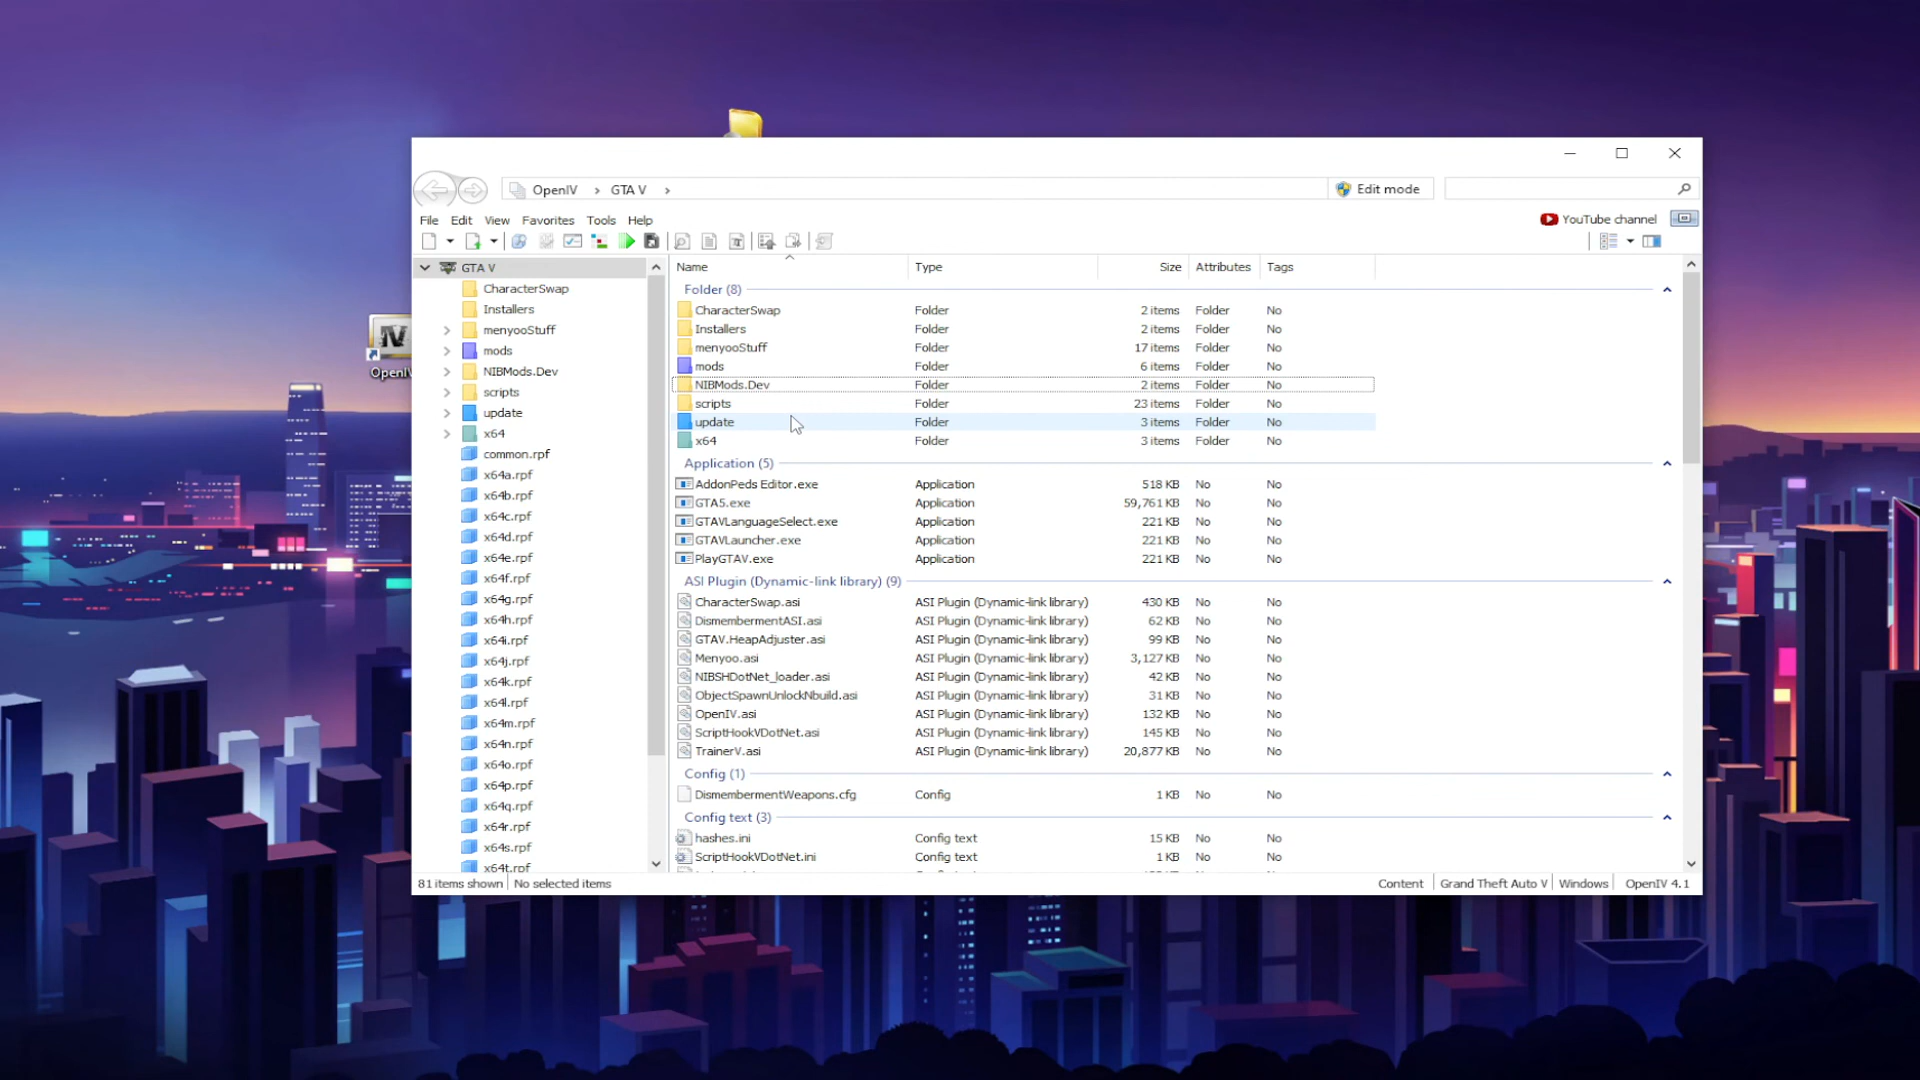 OpenIV
OpenIV > GTA V >
Edit mode
File Edit View Favorites Tools Help
YouTube channel
GTA V
CharacterSwap
Installers
menyooStuff
mods
NIBMods.Dev
scripts
update
x64
common.rpf
x64a.rpf
x64b.rpf
x64c.rpf
x64d.rpf
x64e.rpf
x64f.rpf
x64g.rpf
x64h.rpf
x64i.rpf
x64j.rpf
x64k.rpf
x64l.rpf
x64m.rpf
x64n.rpf
x64o.rpf
x64p.rpf
x64q.rpf
x64r.rpf
x64s.rpf
x64t.rpf
Name Type Size Attributes Tags
Folder (8)
CharacterSwap Folder 2 items Folder No
Installers Folder 2 items Folder No
menyooStuff Folder 17 items Folder No
mods Folder 6 items Folder No
NIBMods.Dev Folder 2 items Folder No
scripts Folder 23 items Folder No
update Folder 3 items Folder No
x64 Folder 3 items Folder No
Application (5)
AddonPeds Editor.exe Application 518 KB No No
GTA5.exe Application 59,761 KB No No
GTAVLanguageSelect.exe Application 221 KB No No
GTAVLauncher.exe Application 221 KB No No
PlayGTAV.exe Application 221 KB No No
ASI Plugin (Dynamic-link library) (9)
CharacterSwap.asi ASI Plugin (Dynamic-link library) 430 KB No No
DismembermentASI.asi ASI Plugin (Dynamic-link library) 62 KB No No
GTAV.HeapAdjuster.asi ASI Plugin (Dynamic-link library) 99 KB No No
Menyoo.asi ASI Plugin (Dynamic-link library) 3,127 KB No No
NIBSHDotNet_loader.asi ASI Plugin (Dynamic-link library) 42 KB No No
ObjectSpawnUnlockNbuild.asi ASI Plugin (Dynamic-link library) 31 KB No No
OpenIV.asi ASI Plugin (Dynamic-link library) 132 KB No No
ScriptHookVDotNet.asi ASI Plugin (Dynamic-link library) 145 KB No No
TrainerV.asi ASI Plugin (Dynamic-link library) 20,877 KB No No
Config (1)
DismembermentWeapons.cfg Config 1 KB No No
Config text (3)
hashes.ini Config text 15 KB No No
ScriptHookVDotNet.ini Config text 1 KB No No
81 items shown No selected items
Content Grand Theft Auto V Windows OpenIV 4.1